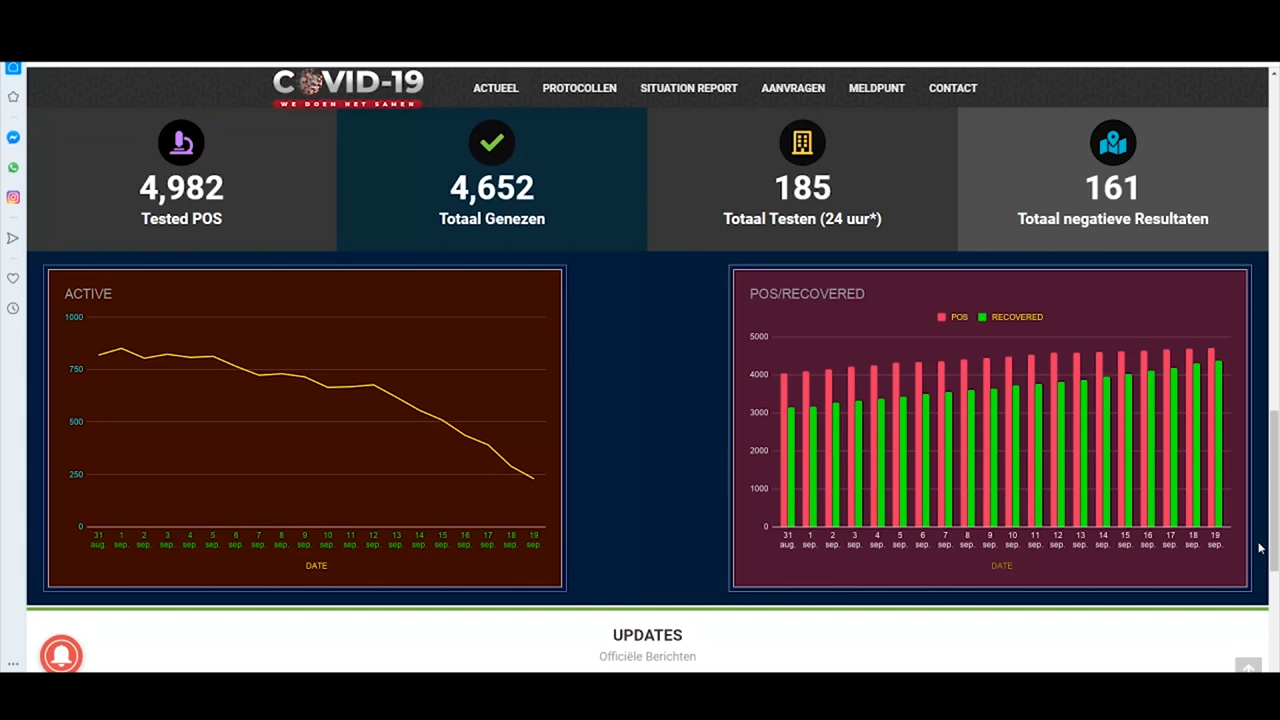 COVID-19
WE DOEN HET SAMEN
ACTUEEL PROTOCOLLEN SITUATION REPORT AANVRAGEN MELDPUNT CONTACT
4,982
Tested POS
4,652
Totaal Genezen
185
Totaal Testen (24 uur*)
161
Totaal negatieve Resultaten
ACTIVE
1000
750
500
250
0
31 1 2 3 4 5 6 7 8 9 10 11 12 13 14 15 16 17 18 19
aug. sep. sep. sep. sep. sep. sep. sep. sep. sep. sep. sep. sep. sep. sep. sep. sep. sep. sep. sep.
DATE
POS/RECOVERED
POS RECOVERED
5000
4000
3000
2000
1000
0
31 1 2 3 4 5 6 7 8 9 10 11 12 13 14 15 16 17 18 19
aug. sep. sep. sep. sep. sep. sep. sep. sep. sep. sep. sep. sep. sep. sep. sep. sep. sep. sep. sep.
DATE
UPDATES
Officiële Berichten